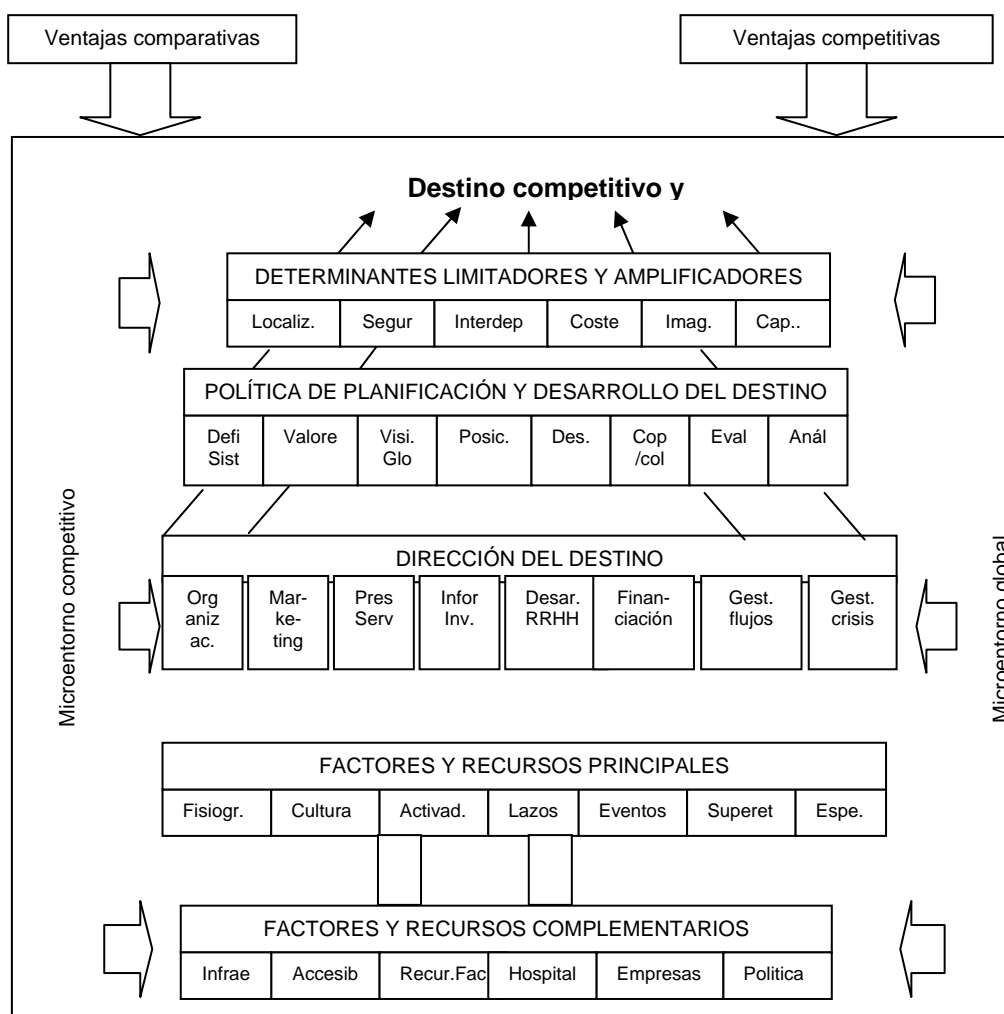 Ventajas comparativas
Ventajas competitivas
Destino competitivo y
DETERMINANTES LIMITADORES Y AMPLIFICADORES
Localiz.
Segur
Interdep
Coste
Imag.
Cap..
POLÍTICA DE PLANIFICACIÓN Y DESARROLLO DEL DESTINO
Defi
Sist
Valore
Visi.
Glo
Posic.
Des.
Cop
/col
Eval
Anál
Microentorno competitivo
Microentorno global
DIRECCIÓN DEL DESTINO
Org
aniz
ac.
Mar-
ke-
ting
Pres
Serv
Infor
Inv.
Desar.
RRHH
Finan-
ciación
Gest.
flujos
Gest.
crisis
FACTORES Y RECURSOS PRINCIPALES
Fisiogr.
Cultura
Activad.
Lazos
Eventos
Superet
Espe.
FACTORES Y RECURSOS COMPLEMENTARIOS
Infrae
Accesib
Recur.Fac
Hospital
Empresas
Politica